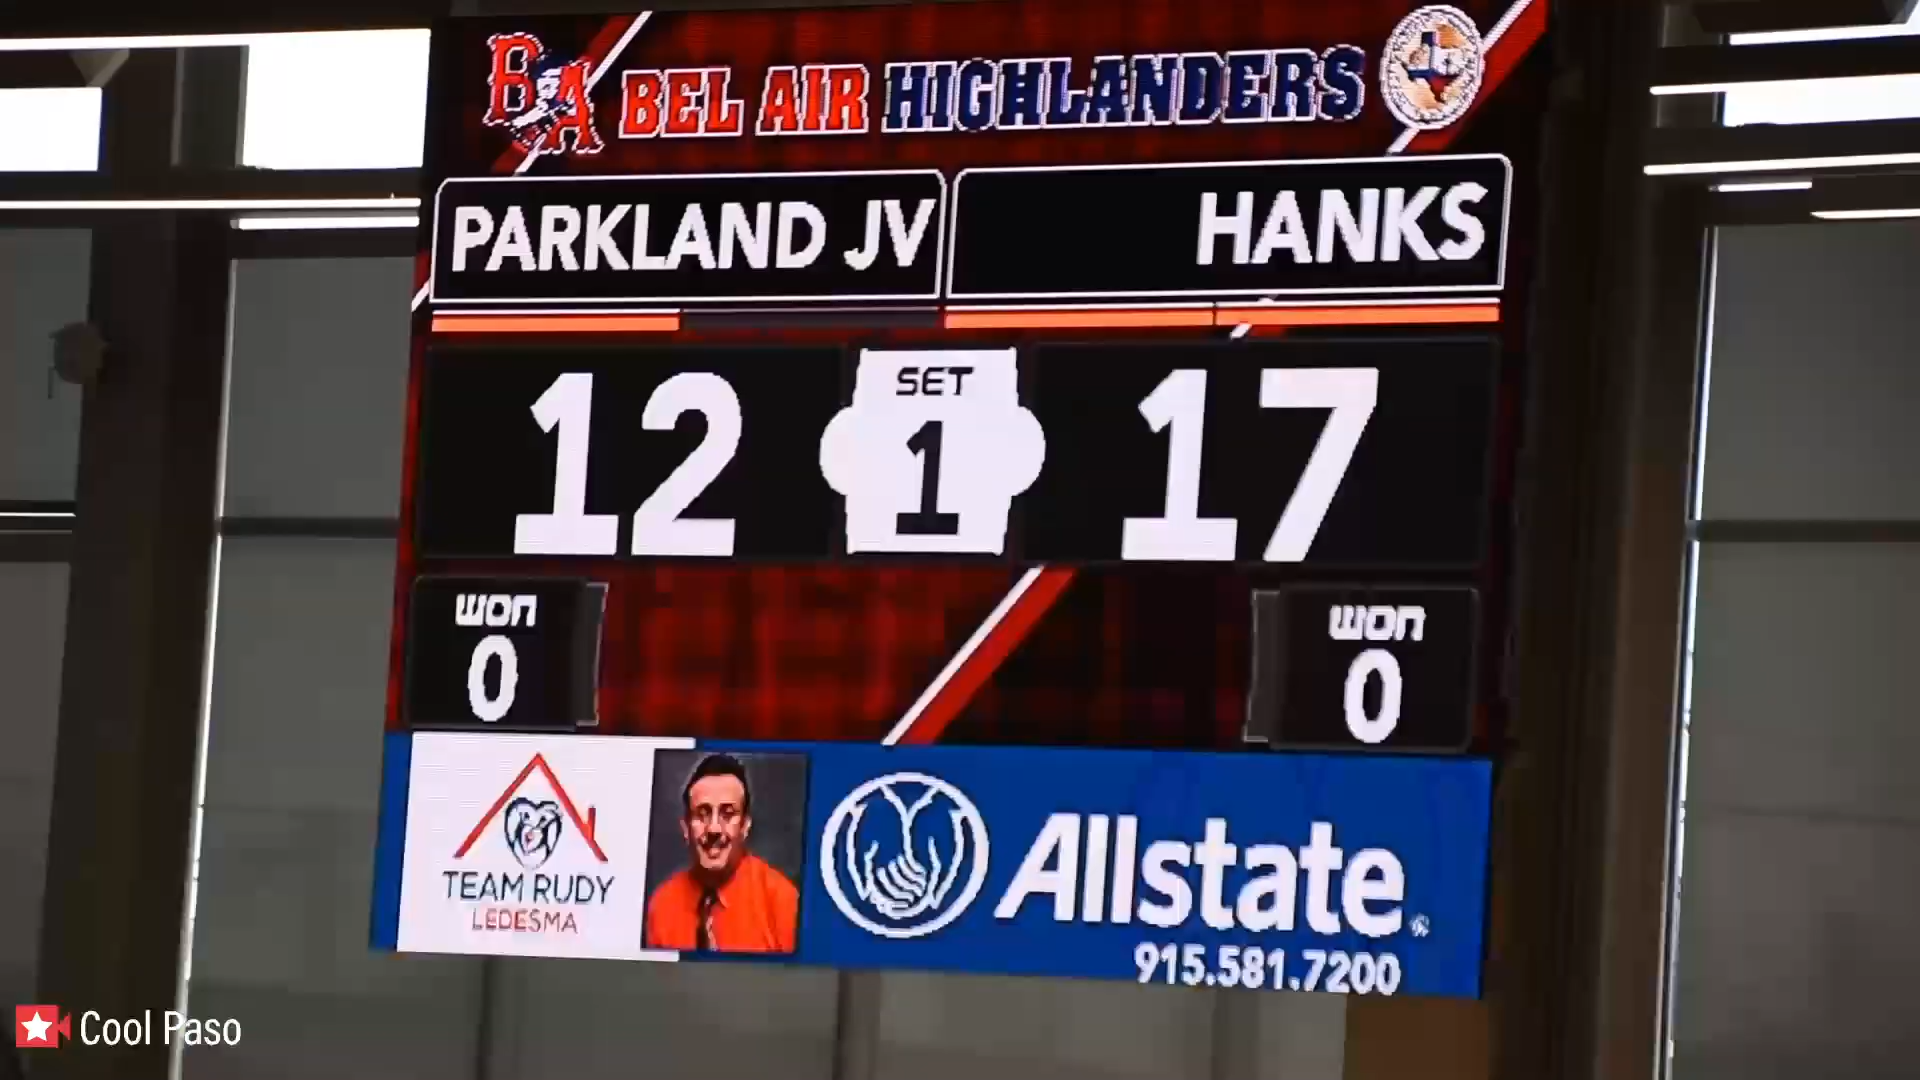 BA BEL AIR HIGHLANDERS
PARKLAND JV HANKS
12 SET 1 17
WON WON
0 0
TEAM RUDY
LEDESMA
Allstate®
915.581.7200
Cool Paso